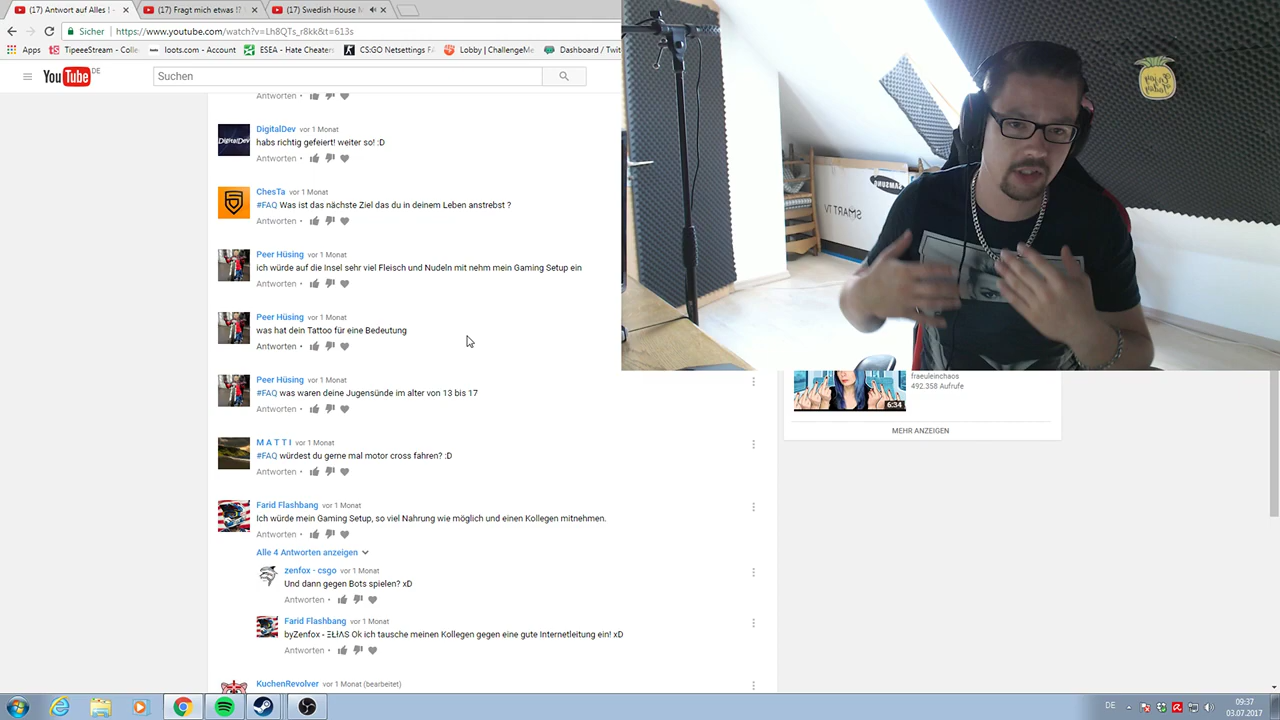 (17) Antwort auf Alles ! -
(17) Fragt mich etwas !?
(17) Swedish House M
Sicher
https://www.youtube.com/watch?v=Lh8QTs_r8kk&t=613s
Apps
TipeeeStream - Colle
loots.com - Account
ESEA - Hate Cheaters
CS:GO Netsettings F
Lobby | ChallengeMe
Dashboard / Twitch
YouTube DE
Suchen
Antworten •
DigitalDev vor 1 Monat
habs richtig gefeiert! weiter so! :D
Antworten •
ChesTa vor 1 Monat
#FAQ Was ist das nächste Ziel das du in deinem Leben anstrebst ?
Antworten •
Peer Hüsing vor 1 Monat
ich würde auf die Insel sehr viel Fleisch und Nudeln mit nehm mein Gaming Setup ein
Antworten •
Peer Hüsing vor 1 Monat
was hat dein Tattoo für eine Bedeutung
Antworten •
Peer Hüsing vor 1 Monat
#FAQ was waren deine Jugensünde im alter von 13 bis 17
Antworten •
M A T T I vor 1 Monat
#FAQ würdest du gerne mal motor cross fahren? :D
Antworten •
Farid Flashbang vor 1 Monat
Ich würde mein Gaming Setup, so viel Nahrung wie möglich und einen Kollegen mitnehmen.
Antworten •
Alle 4 Antworten anzeigen
zenfox - csgo vor 1 Monat
Und dann gegen Bots spielen? xD
Antworten •
Farid Flashbang vor 1 Monat
byZenfox - ΞŁłΛS Ok ich tausche meinen Kollegen gegen eine gute Internetleitung ein! xD
Antworten •
KuchenRevolver vor 1 Monat (bearbeitet)
SAMSUNG
SMART TV
fraeuleinchaos
492.358 Aufrufe
6:34
MEHR ANZEIGEN
DE
09:37
03.07.2017